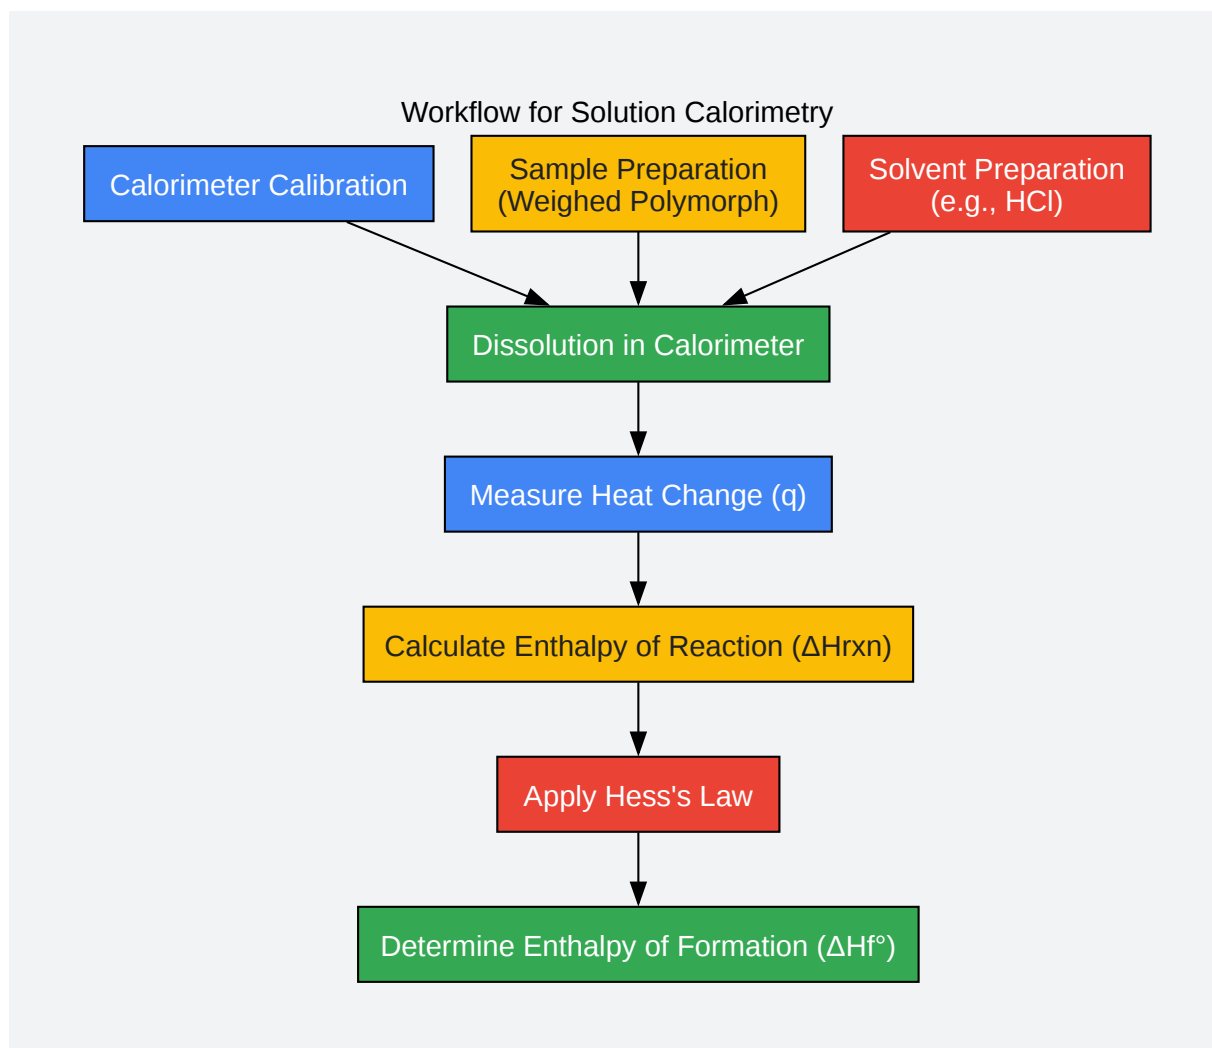 Workflow for Solution Calorimetry
Calorimeter Calibration
Sample Preparation
(Weighed Polymorph)
Solvent Preparation
(e.g., HCl)
Dissolution in Calorimeter
Measure Heat Change (q)
Calculate Enthalpy of Reaction (ΔHrxn)
Apply Hess's Law
Determine Enthalpy of Formation (ΔHf°)